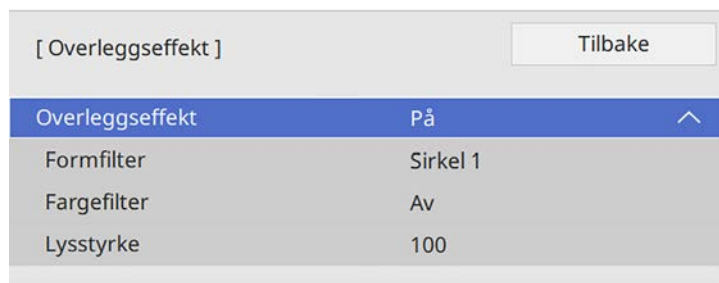 [ Overleggseffekt ] Tilbake
Overleggseffekt På
Formfilter Sirkel 1
Fargefilter Av
Lysstyrke 100